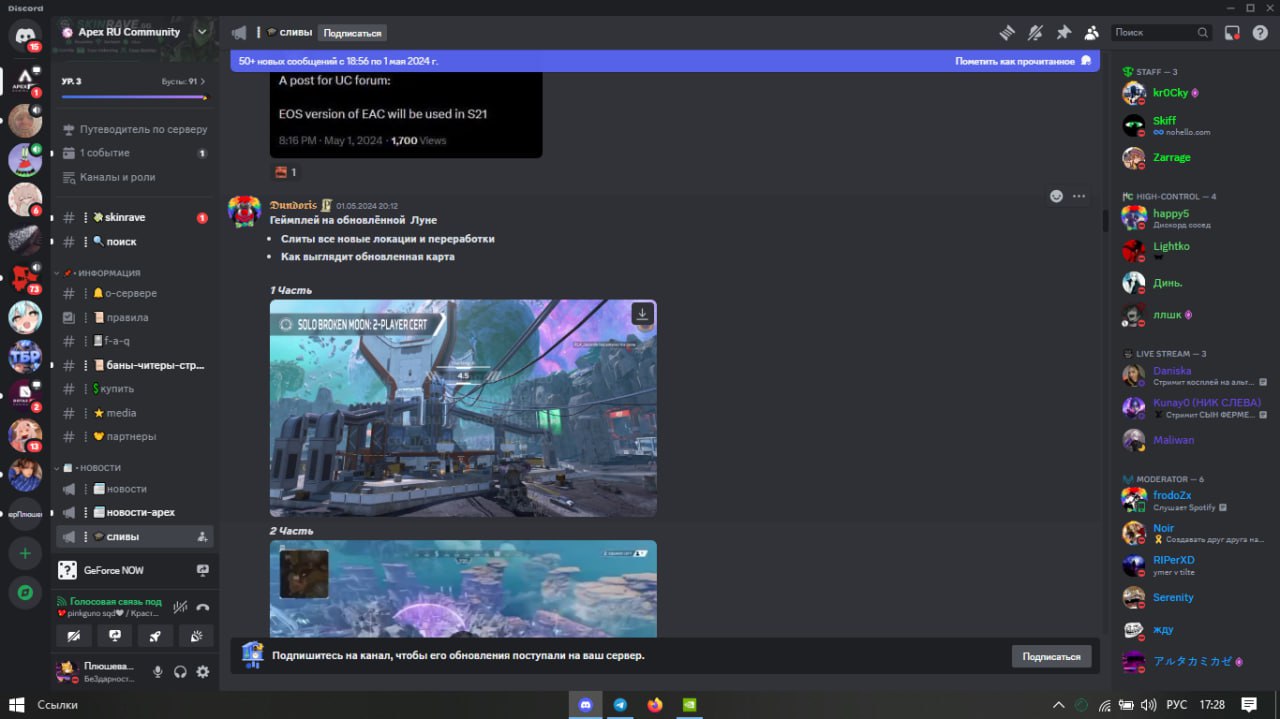 Discord
15
1
6
73
ТБР
2
13
ерПлюше
Apex RU Community
УР. 3
Бусты: 91
Путеводитель по серверу
1 событие
1
Каналы и роли
skinrave
1
поиск
ИНФОРМАЦИЯ
о-сервере
правила
f-a-q
баны-читеры-стр...
купить
media
партнеры
НОВОСТИ
новости
новости-apex
сливы
GeForce NOW
Голосовая связь под
pinkguno sqd🖤 / Краст...
Плюшева...
БеЗдарност...
сливы
Подписаться
Поиск
50+ новых сообщений с 18:56 по 1 мая 2024 г.
Пометить как прочитанное
A post for UC forum:
EOS version of EAC will be used in S21
8:16 PM · May 1, 2024 · 1,700 Views
1
Dundoris 01.05.2024 20:12
Геймплей на обновлённой Луне
• Слиты все новые локации и переработки
• Как выглядит обновленная карта
1 Часть
SOLO BROKEN MOON: 2-PLAYER CERT
4.5
2 Часть
Подпишитесь на канал, чтобы его обновления поступали на ваш сервер.
Подписаться
STAFF — 3
kr0Cky
Skiff
nohello.com
Zarrage
HIGH-CONTROL — 4
happy5
Дискорд сосед
Lightko
Динь.
ллшк
LIVE STREAM — 3
Daniska
Стримит косплей на альт...
Kunay0 (НИК СЛЕВА)
Стримит СЫН ФЕРМЕ...
Maliwan
MODERATOR — 6
frodoZx
Слушает Spotify
Noir
Создавать друг друга на...
RIPerXD
ymer v tilte
Serenity
жду
アルタカミカゼ
Ссылки
РУС
17:28